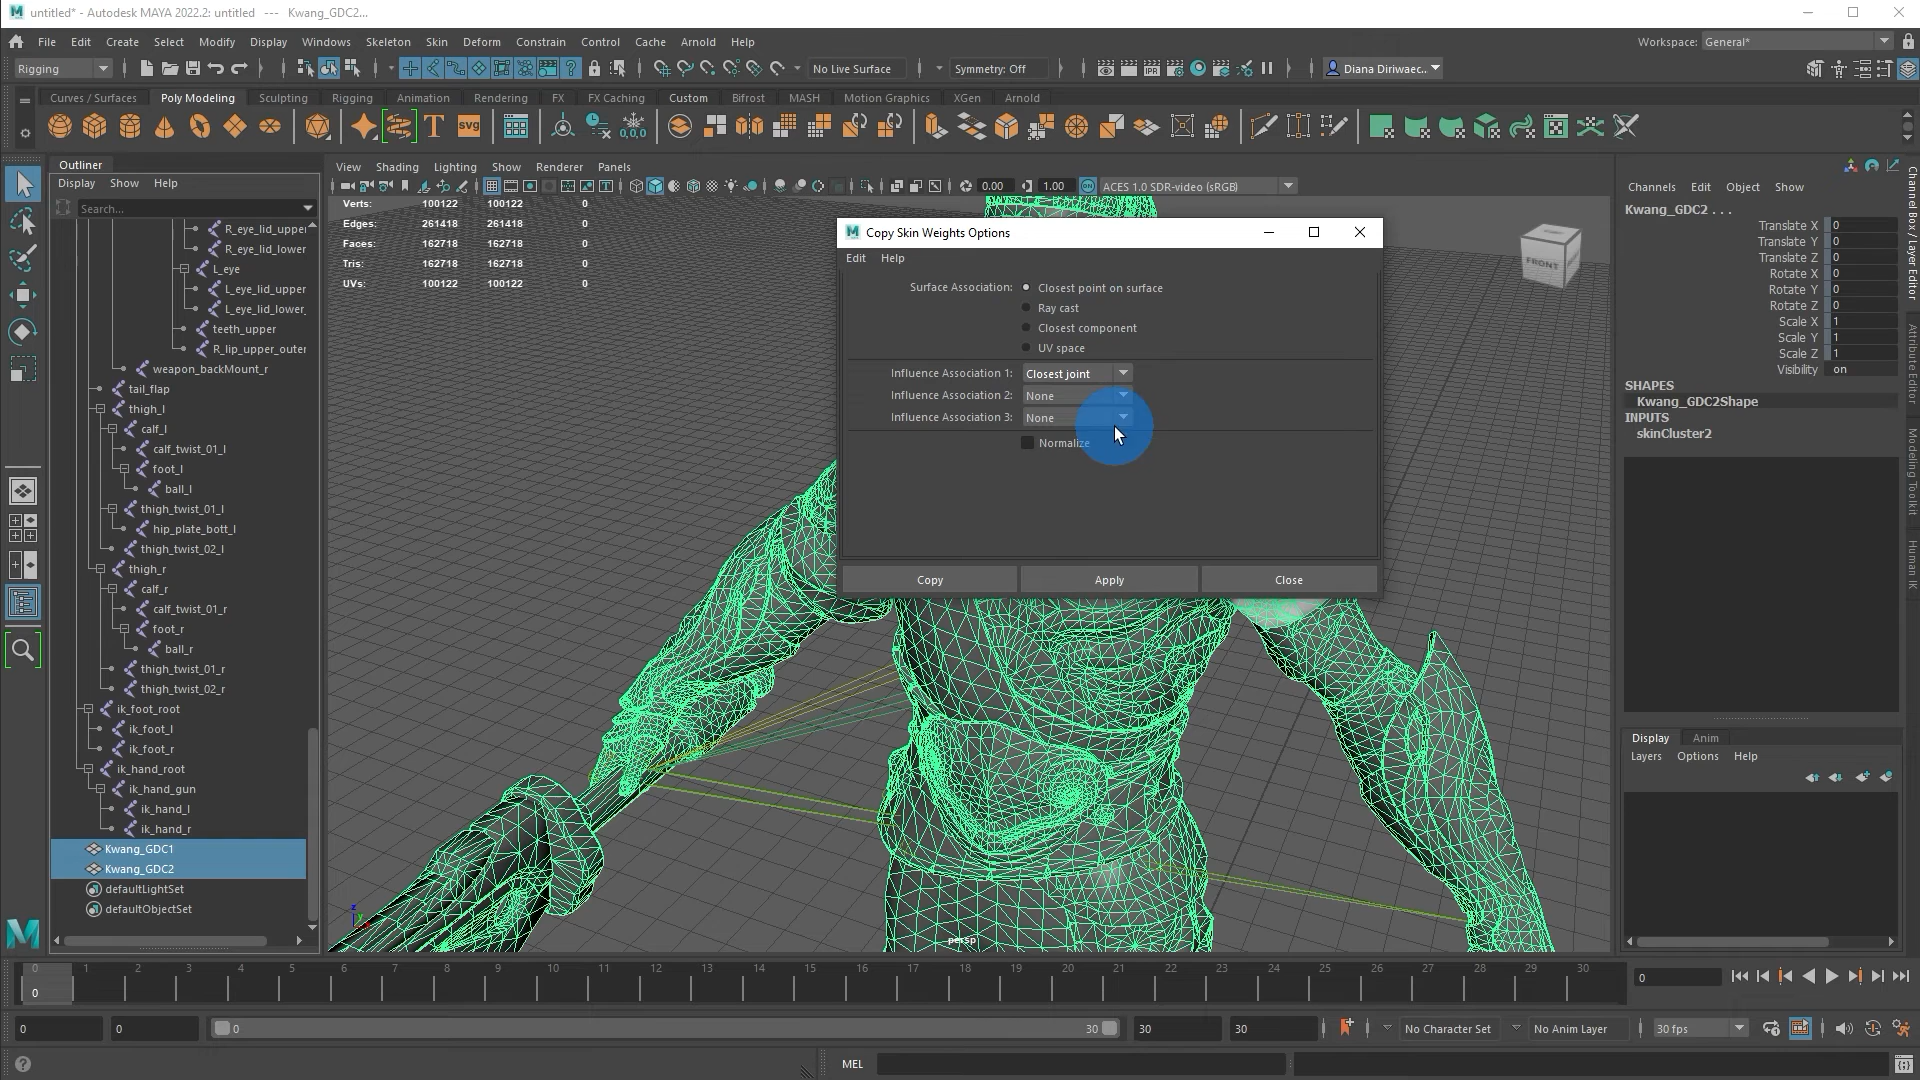 untitled* - Autodesk MAYA 2022.2: untitled --- Kwang_GDC2...
File Edit Create Select Modify Display Windows Skeleton Skin Deform Constrain Control Cache Arnold Help
Workspace: General*
Rigging
No Live Surface
Symmetry: Off
Diana Diriwaec...
Curves / Surfaces Poly Modeling Sculpting Rigging Animation Rendering FX FX Caching Custom Bifrost MASH Motion Graphics XGen Arnold
Outliner
Display Show Help
Search...
R_eye_lid_upper
R_eye_lid_lower
L_eye
L_eye_lid_upper
L_eye_lid_lower_
teeth_upper
R_lip_upper_outer
weapon_backMount_r
tail_flap
thigh_l
calf_l
calf_twist_01_l
foot_l
ball_l
thigh_twist_01_l
hip_plate_bott_l
thigh_twist_02_l
thigh_r
calf_r
calf_twist_01_r
foot_r
ball_r
thigh_twist_01_r
thigh_twist_02_r
ik_foot_root
ik_foot_l
ik_foot_r
ik_hand_root
ik_hand_gun
ik_hand_l
ik_hand_r
Kwang_GDC1
Kwang_GDC2
defaultLightSet
defaultObjectSet
View Shading Lighting Show Renderer Panels
0.00 1.00 ACES 1.0 SDR-video (sRGB)
Verts: 100122 100122 0
Edges: 261418 261418 0
Faces: 162718 162718 0
Tris: 162718 162718 0
UVs: 100122 100122 0
FRONT
persp
Copy Skin Weights Options
Edit Help
Surface Association: Closest point on surface
Ray cast
Closest component
UV space
Influence Association 1: Closest joint
Influence Association 2: None
Influence Association 3: None
Normalize
Copy Apply Close
Channels Edit Object Show
Kwang_GDC2 . . .
Translate X 0
Translate Y 0
Translate Z 0
Rotate X 0
Rotate Y 0
Rotate Z 0
Scale X 1
Scale Y 1
Scale Z 1
Visibility on
SHAPES
Kwang_GDC2Shape
INPUTS
skinCluster2
Display Anim
Layers Options Help
Channel Box / Layer Editor
Attribute Editor
Modeling Toolkit
Human IK
0 1 2 3 4 5 6 7 8 9 10 11 12 13 14 15 16 17 18 19 20 21 22 23 24 25 26 27 28 29 30
0
0
0 0 0 30 30 30 No Character Set No Anim Layer 30 fps
MEL